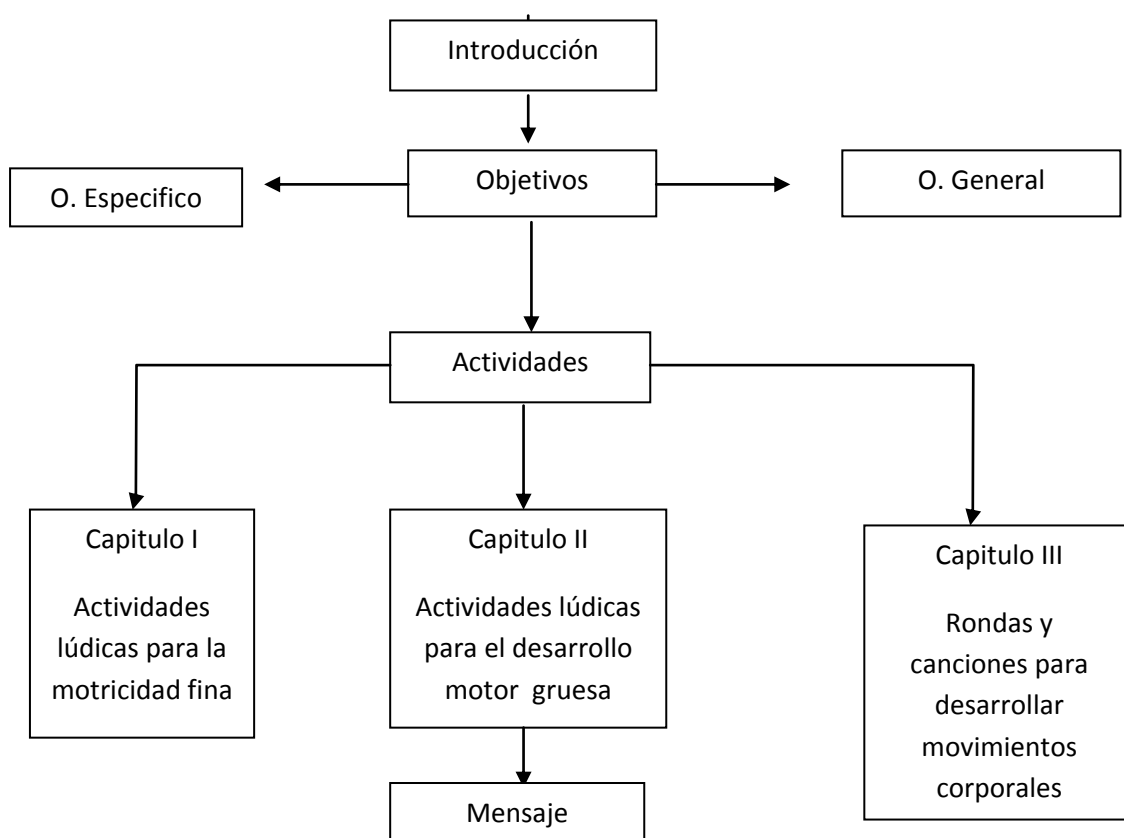 Introducción
Objetivos
O. Especifico
O. General
Actividades
Capitulo I
Actividades
lúdicas para la
motricidad fina
Capitulo II
Actividades lúdicas
para el desarrollo
motor gruesa
Capitulo III
Rondas y
canciones para
desarrollar
movimientos
corporales
Mensaje